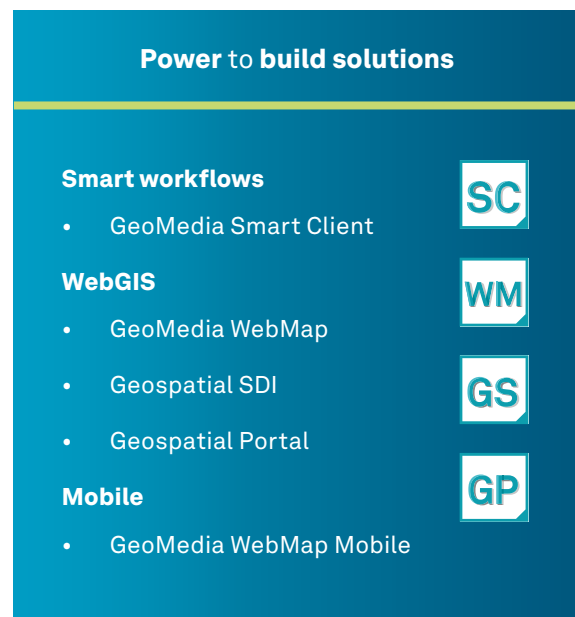 Power to build solutions
Smart workflows
SC
• GeoMedia Smart Client
WebGIS
WM
• GeoMedia WebMap
• Geospatial SDI
GS
• Geospatial Portal
Mobile
GP
• GeoMedia WebMap Mobile